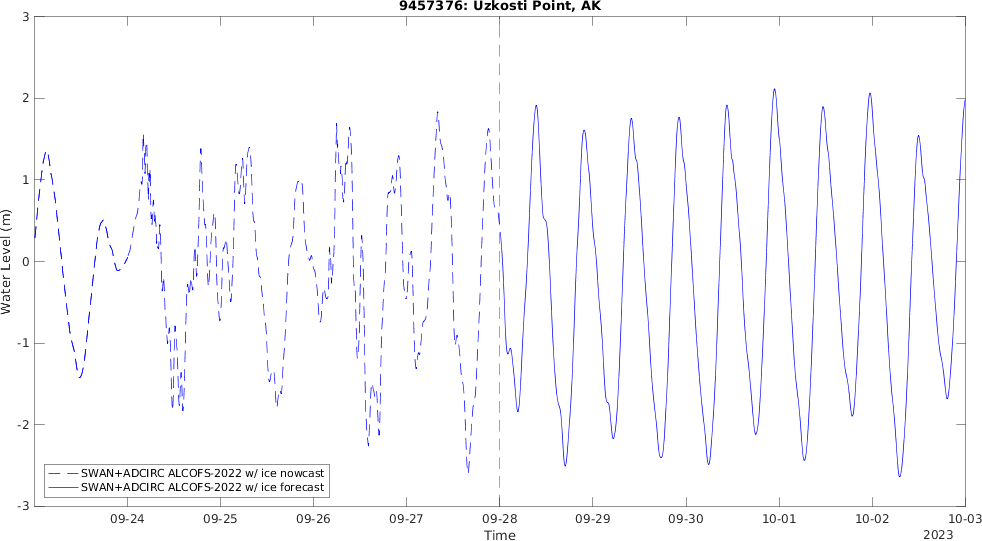 9457376: Uzkosti Point, AK
3
2
1
0
-1
-2
-3
Water Level (m)
SWAN+ADCIRC ALCOFS-2022 w/ ice nowcast
SWAN+ADCIRC ALCOFS-2022 w/ ice forecast
09-24 09-25 09-26 09-27 09-28 09-29 09-30 10-01 10-02 10-03
Time
2023